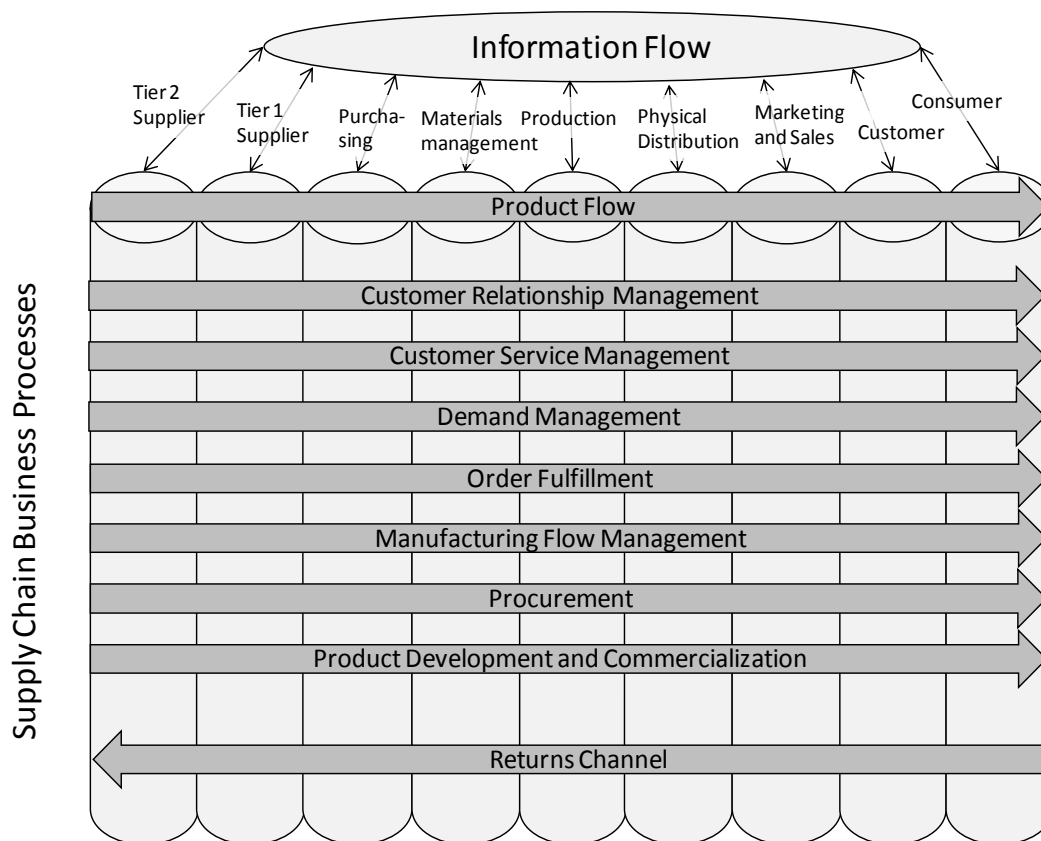 Information Flow
Tier 2
Supplier
Tier 1
Supplier
Purcha-
sing
Materials
management
Production
Physical
Distribution
Marketing
and Sales
Customer
Consumer
Product Flow
Customer Relationship Management
Customer Service Management
Demand Management
Order Fulfillment
Manufacturing Flow Management
Procurement
Product Development and Commercialization
Returns Channel
Supply Chain Business Processes